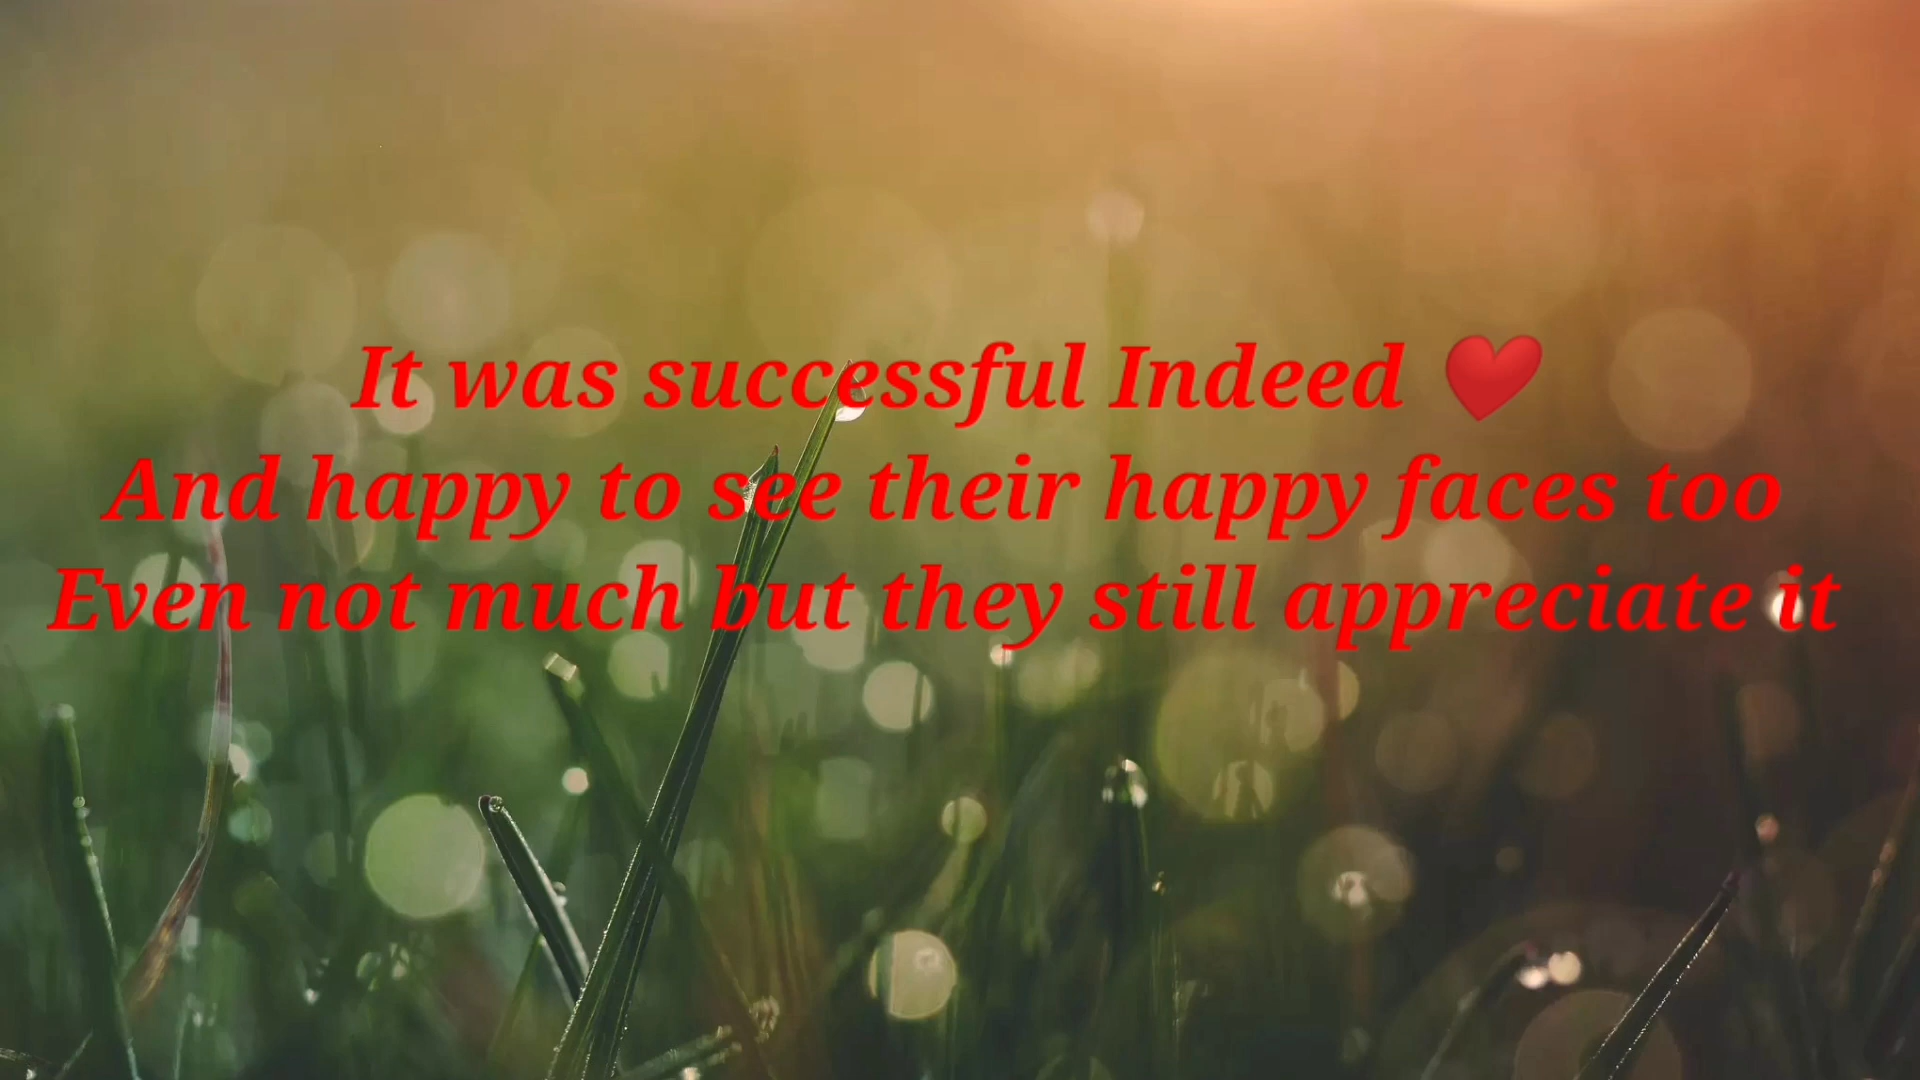 It was successful Indeed ❤️
And happy to see their happy faces too
Even not much but they still appreciate it